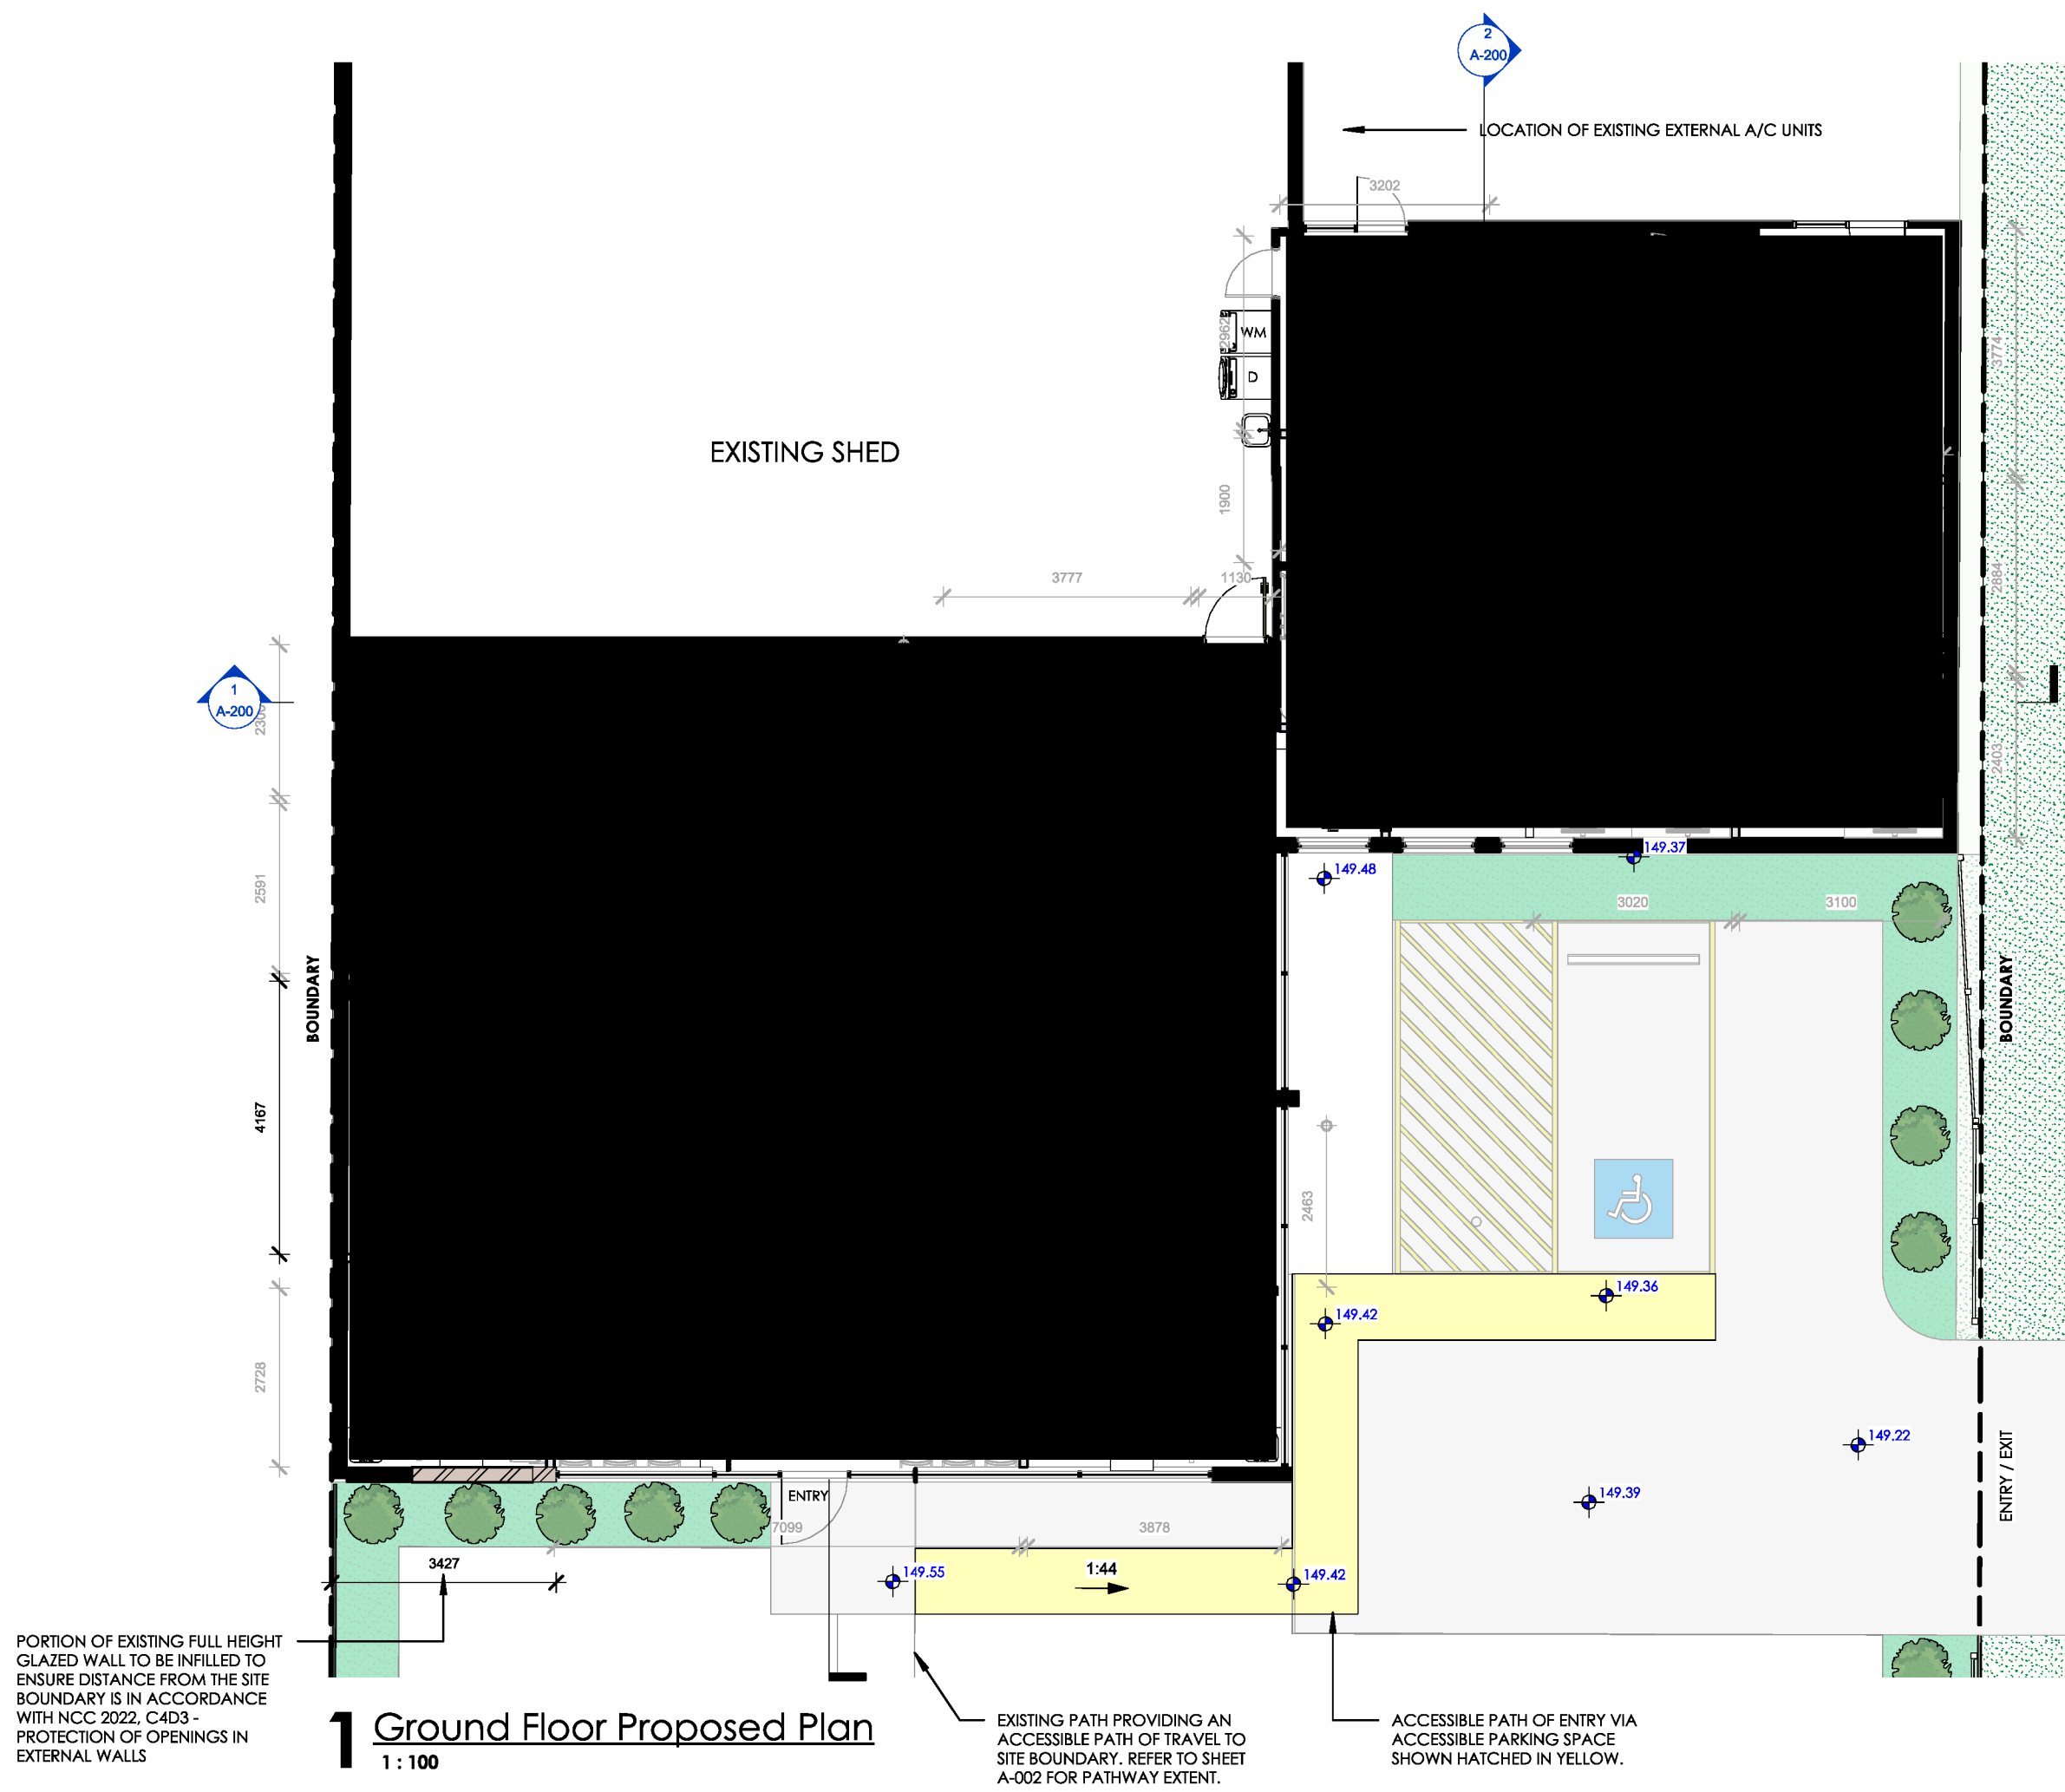 2
A-200
LOCATION OF EXISTING EXTERNAL A/C UNITS
3202
2962
WM
D
3774
EXISTING SHED
1900
3777
1130
2884
1
A-200
2403
149.37
149.48
2591
3020
3100
BOUNDARY
BOUNDARY
4167
2463
149.36
149.42
2728
149.22
ENTRY / EXIT
149.39
ENTRY
7099
3878
3427
149.55
1:44
149.42
PORTION OF EXISTING FULL HEIGHT
GLAZED WALL TO BE INFILLED TO
ENSURE DISTANCE FROM THE SITE
BOUNDARY IS IN ACCORDANCE
WITH NCC 2022, C4D3 -
PROTECTION OF OPENINGS IN
EXTERNAL WALLS
1 Ground Floor Proposed Plan
1 : 100
EXISTING PATH PROVIDING AN
ACCESSIBLE PATH OF TRAVEL TO
SITE BOUNDARY. REFER TO SHEET
A-002 FOR PATHWAY EXTENT.
ACCESSIBLE PATH OF ENTRY VIA
ACCESSIBLE PARKING SPACE
SHOWN HATCHED IN YELLOW.